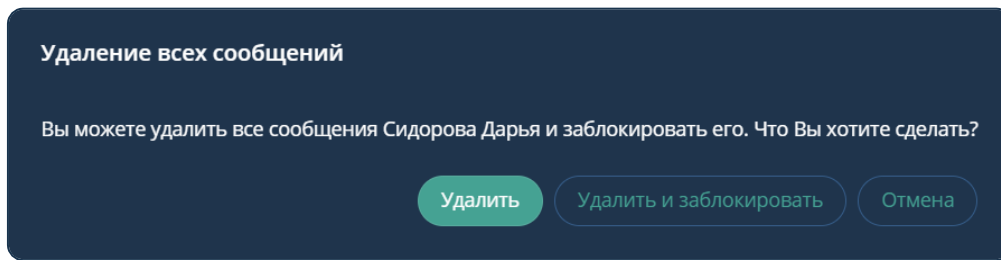 Удаление всех сообщений
Вы можете удалить все сообщения Сидорова Дарья и заблокировать его. Что Вы хотите сделать?
Удалить
Удалить и заблокировать
Отмена